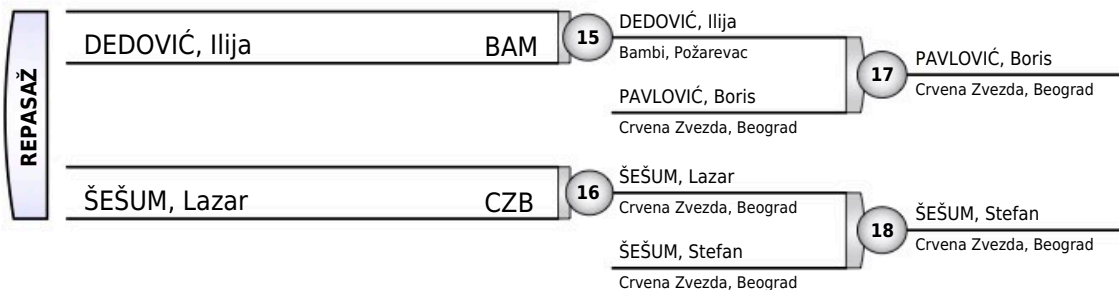 REPASAŽ
DEDOVIĆ, Ilija BAM
15
DEDOVIĆ, Ilija
Bambi, Požarevac
PAVLOVIĆ, Boris
Crvena Zvezda, Beograd
17
PAVLOVIĆ, Boris
Crvena Zvezda, Beograd
ŠEŠUM, Lazar CZB
16
ŠEŠUM, Lazar
Crvena Zvezda, Beograd
ŠEŠUM, Stefan
Crvena Zvezda, Beograd
18
ŠEŠUM, Stefan
Crvena Zvezda, Beograd